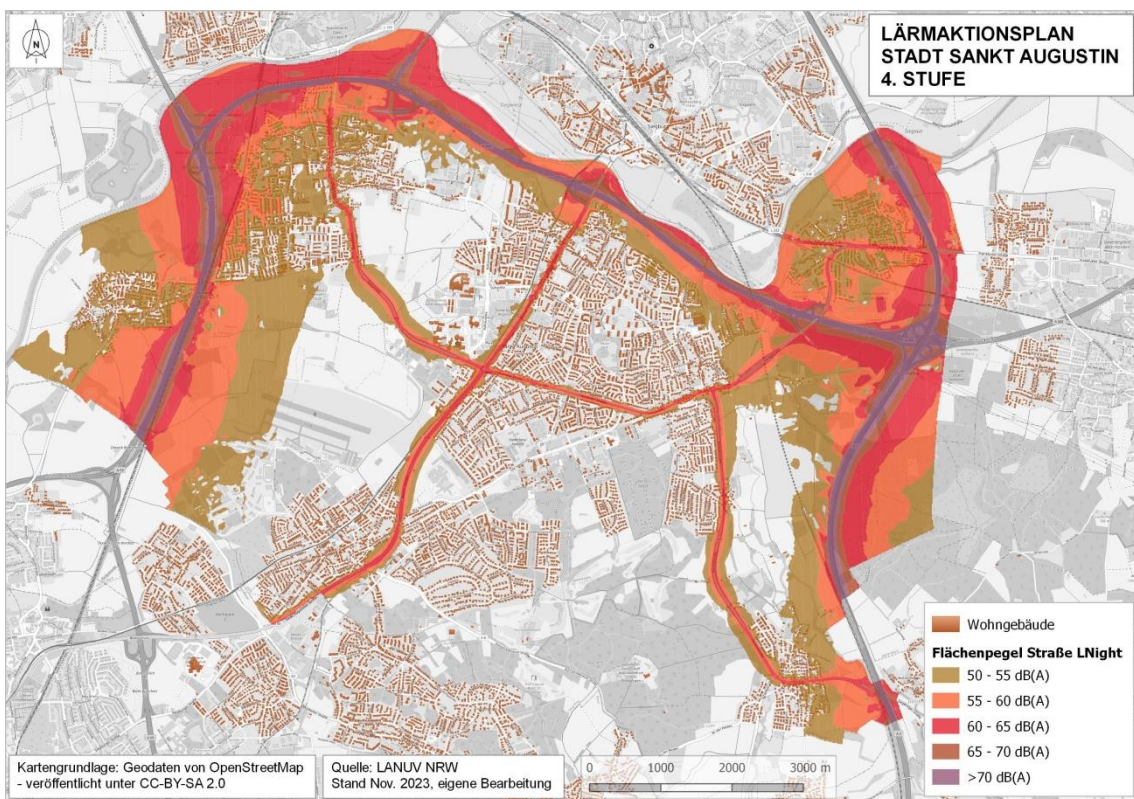 N
LÄRMAKTIONSPLAN
STADT SANKT AUGUSTIN
4. STUFE
Wohngebäude
Flächenpegel Straße LNight
50 - 55 dB(A)
55 - 60 dB(A)
60 - 65 dB(A)
65 - 70 dB(A)
>70 dB(A)
Kartengrundlage: Geodaten von OpenStreetMap
- veröffentlicht unter CC-BY-SA 2.0
Quelle: LANUV NRW
Stand Nov. 2023, eigene Bearbeitung
0 1000 2000 3000 m